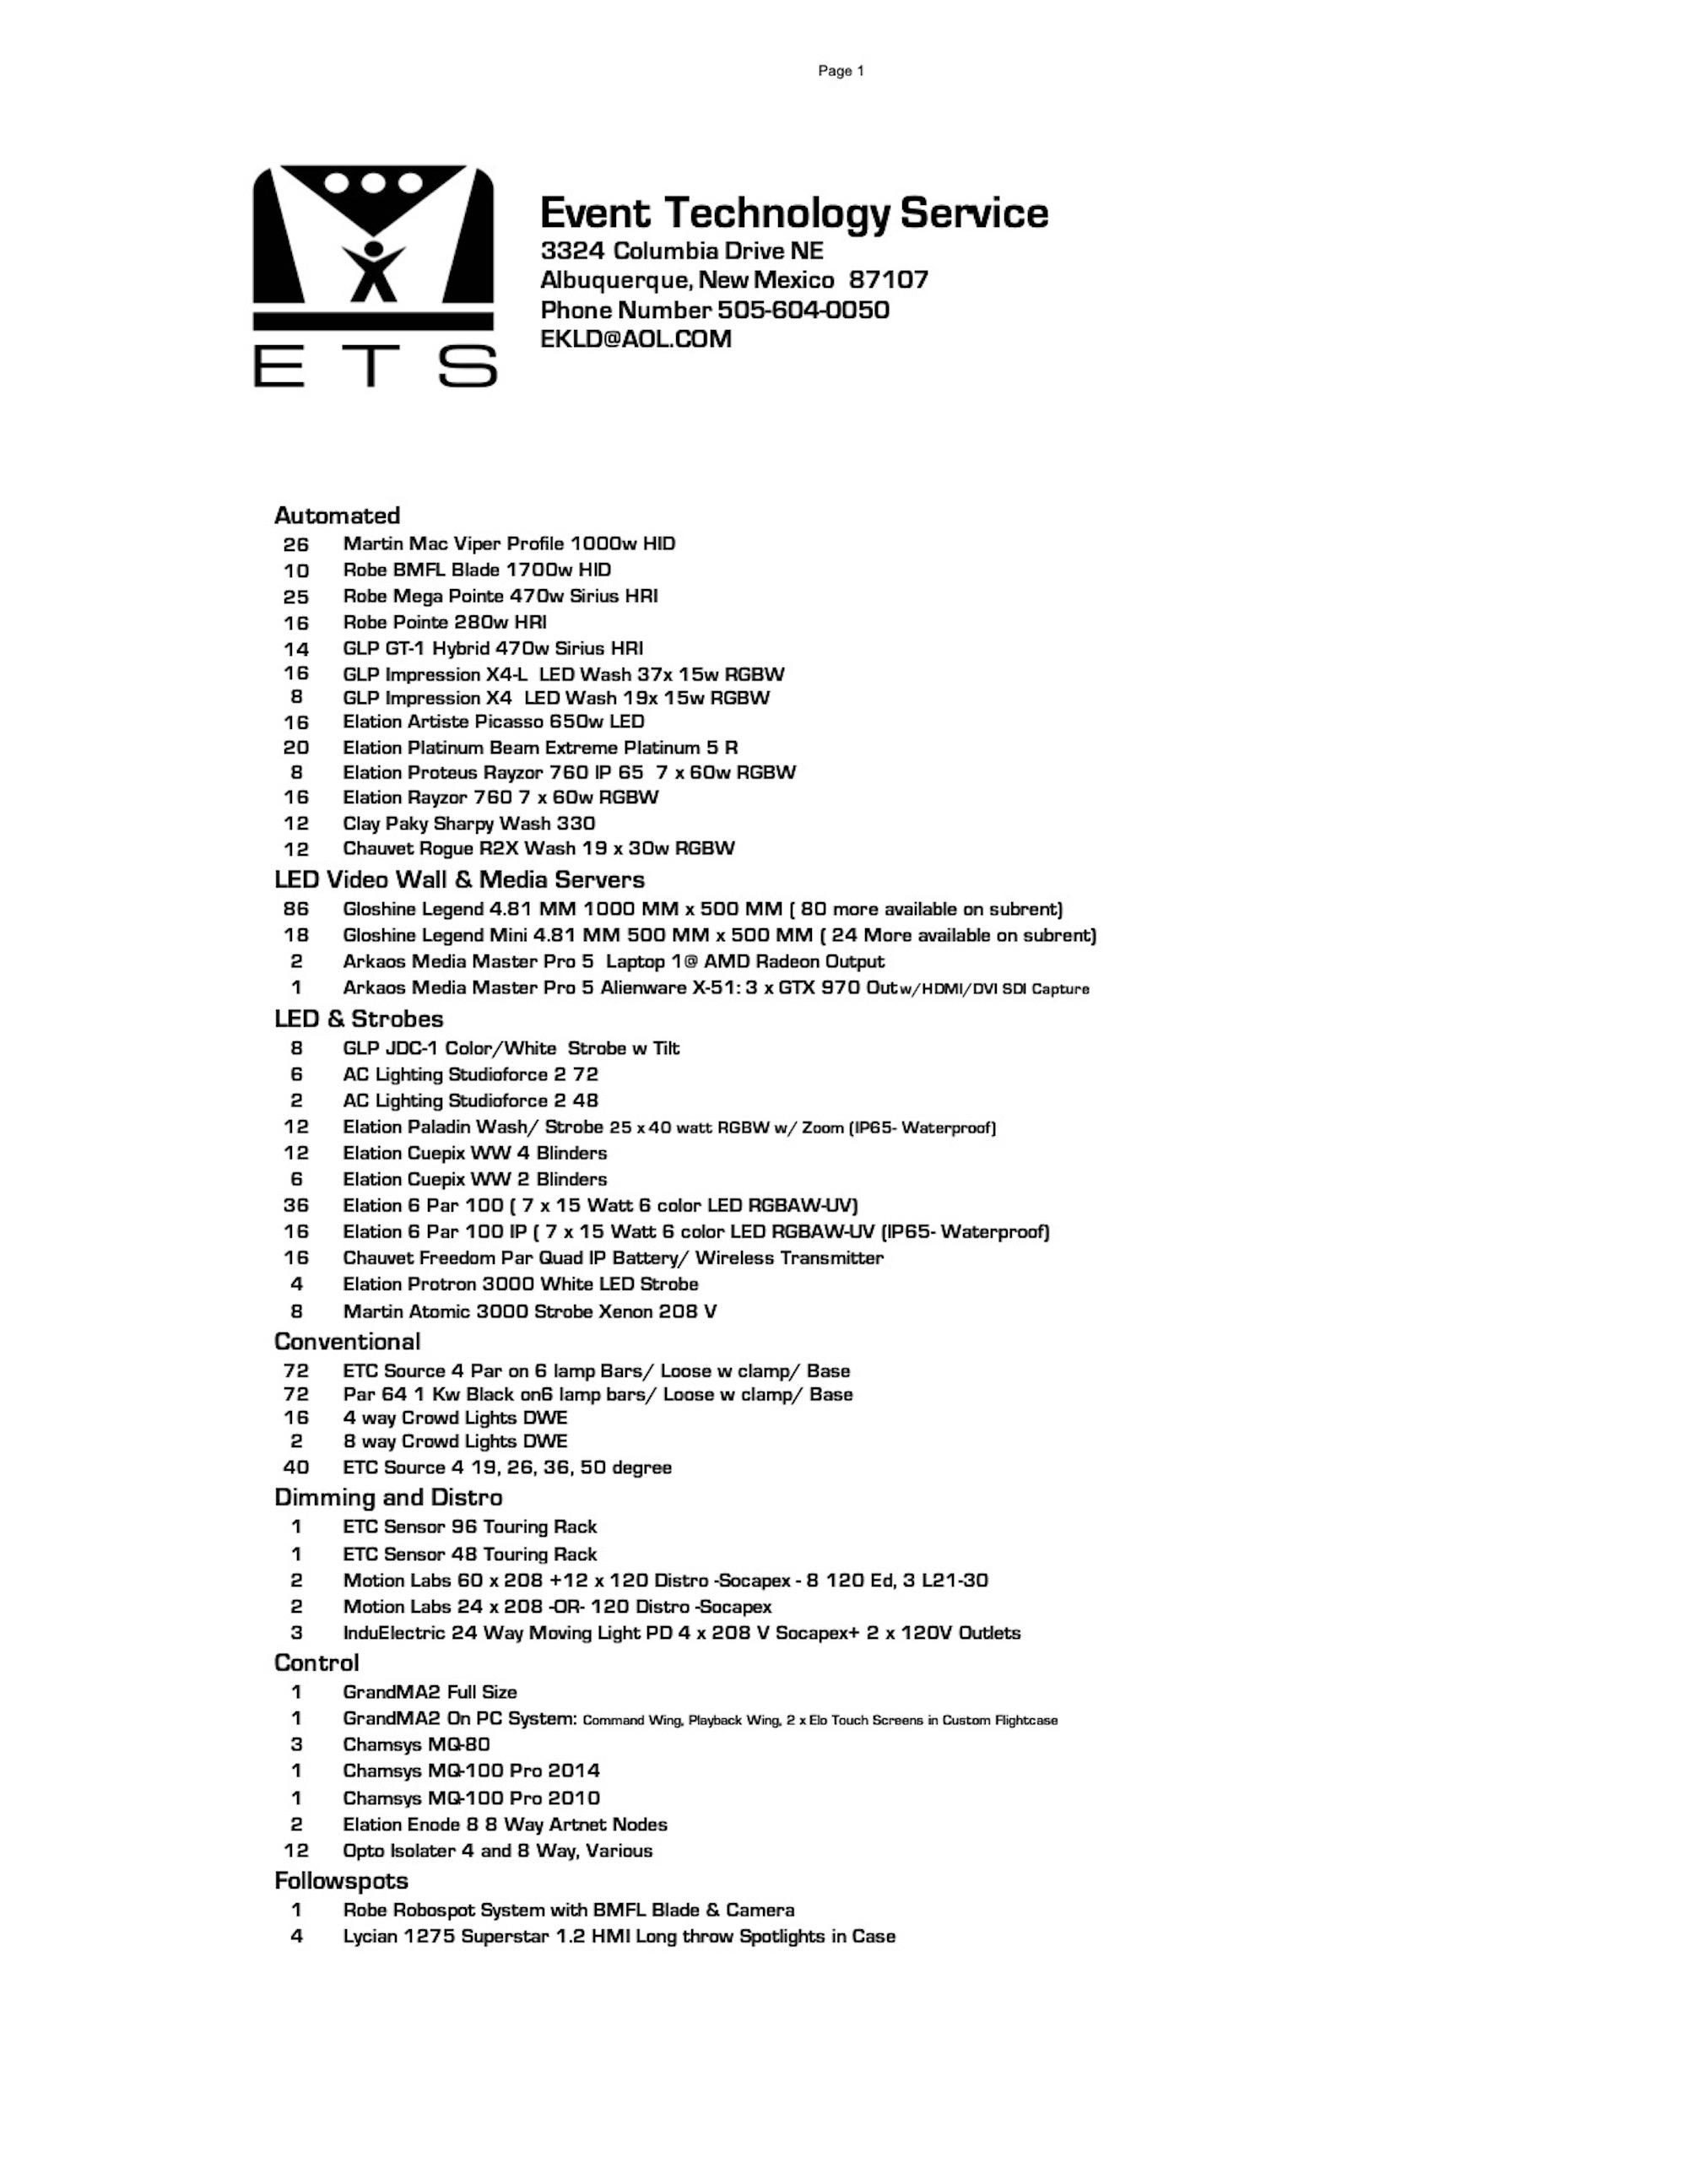 Page 1
Event Technology Service
3324 Columbia Drive NE
Albuquerque, New Mexico 87107
Phone Number 505-604-0050
EKLD@AOL.COM
E T S
Automated
26 Martin Mac Viper Profile 1000w HID
10 Robe BMFL Blade 1700w HID
25 Robe Mega Pointe 470w Sirius HRI
16 Robe Pointe 280w HRI
14 GLP GT-1 Hybrid 470w Sirius HRI
16 GLP Impression X4-L LED Wash 37x 15w RGBW
8 GLP Impression X4 LED Wash 19x 15w RGBW
16 Elation Artiste Picasso 650w LED
20 Elation Platinum Beam Extreme Platinum 5 R
8 Elation Proteus Rayzor 760 IP 65 7 x 60w RGBW
16 Elation Rayzor 760 7 x 60w RGBW
12 Clay Paky Sharpy Wash 330
12 Chauvet Rogue R2X Wash 19 x 30w RGBW
LED Video Wall & Media Servers
86 Gloshine Legend 4.81 MM 1000 MM x 500 MM ( 80 more available on subrent)
18 Gloshine Legend Mini 4.81 MM 500 MM x 500 MM ( 24 More available on subrent)
2 Arkaos Media Master Pro 5 Laptop 1@ AMD Radeon Output
1 Arkaos Media Master Pro 5 Alienware X-51: 3 x GTX 970 Out w/HDMI/DVI SDI Capture
LED & Strobes
8 GLP JDC-1 Color/White Strobe w Tilt
6 AC Lighting Studioforce 2 72
2 AC Lighting Studioforce 2 48
12 Elation Paladin Wash/ Strobe 25 x 40 watt RGBW w/ Zoom (IP65- Waterproof)
12 Elation Cuepix WW 4 Blinders
6 Elation Cuepix WW 2 Blinders
36 Elation 6 Par 100 ( 7 x 15 Watt 6 color LED RGBAW-UV)
16 Elation 6 Par 100 IP ( 7 x 15 Watt 6 color LED RGBAW-UV (IP65- Waterproof)
16 Chauvet Freedom Par Quad IP Battery/ Wireless Transmitter
4 Elation Protron 3000 White LED Strobe
8 Martin Atomic 3000 Strobe Xenon 208 V
Conventional
72 ETC Source 4 Par on 6 lamp Bars/ Loose w clamp/ Base
72 Par 64 1 Kw Black on6 lamp bars/ Loose w clamp/ Base
16 4 way Crowd Lights DWE
2 8 way Crowd Lights DWE
40 ETC Source 4 19, 26, 36, 50 degree
Dimming and Distro
1 ETC Sensor 96 Touring Rack
1 ETC Sensor 48 Touring Rack
2 Motion Labs 60 x 208 +12 x 120 Distro -Socapex - 8 120 Ed, 3 L21-30
2 Motion Labs 24 x 208 -OR- 120 Distro -Socapex
3 InduElectric 24 Way Moving Light PD 4 x 208 V Socapex+ 2 x 120V Outlets
Control
1 GrandMA2 Full Size
1 GrandMA2 On PC System: Command Wing, Playback Wing, 2 x Elo Touch Screens in Custom Flightcase
3 Chamsys MQ-80
1 Chamsys MQ-100 Pro 2014
1 Chamsys MQ-100 Pro 2010
2 Elation Enode 8 8 Way Artnet Nodes
12 Opto Isolater 4 and 8 Way, Various
Followspots
1 Robe Robospot System with BMFL Blade & Camera
4 Lycian 1275 Superstar 1.2 HMI Long throw Spotlights in Case